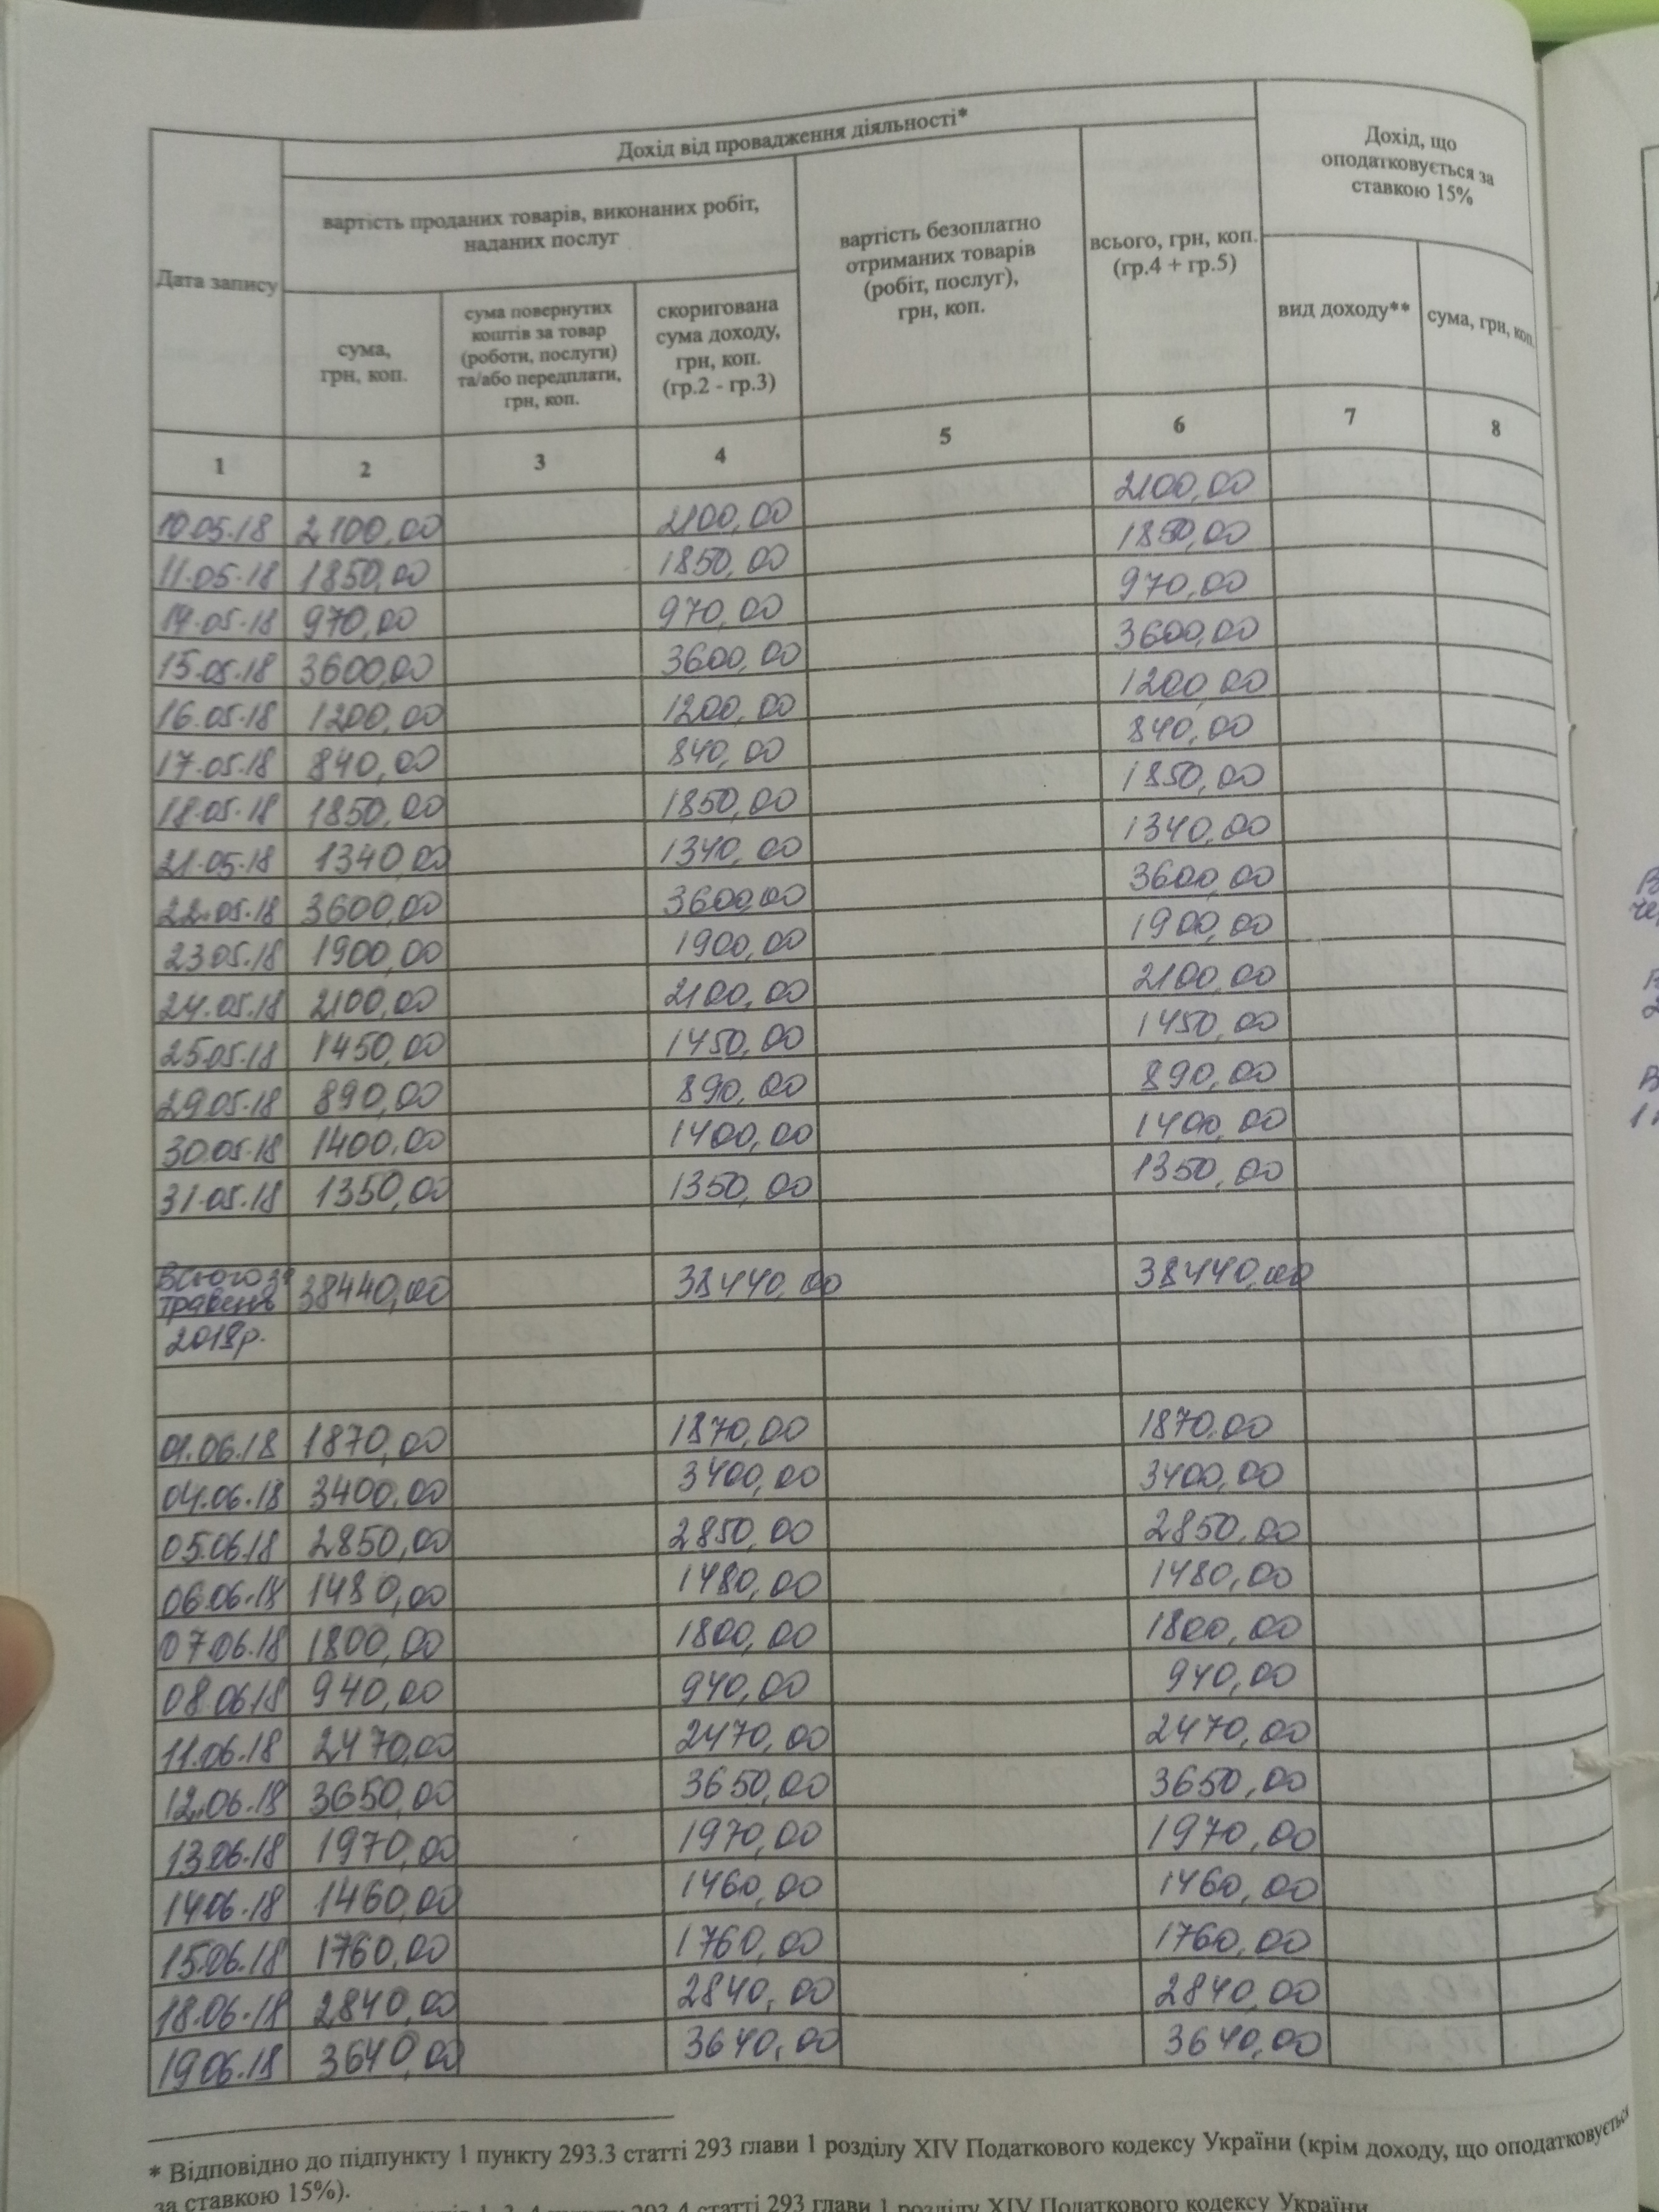 Дохід від провадження діяльності*
Дохід, що
оподатковується за
ставкою 15%
Дата запису
вартість проданих товарів, виконаних робіт,
наданих послуг
вартість безоплатно
отриманих товарів
(робіт, послуг),
грн, коп.
всього, грн, коп.
(гр.4 + гр.5)
сума,
грн, коп.
сума повернутих
коштів за товар
(роботи, послуги)
та/або передплати,
грн, коп.
скоригована
сума доходу,
грн, коп.
(гр.2 - гр.3)
вид доходу**
сума, грн, коп.
1 2 3 4 5 6 7 8
10.05.18 2100,00 2100,00 2100,00
11.05.18 1850,00 1850,00 1850,00
14.05.18 970,00 970,00 970,00
15.05.18 3600,00 3600,00 3600,00
16.05.18 1200,00 1200,00 1200,00
17.05.18 840,00 840,00 840,00
18.05.18 1850,00 1850,00 1850,00
21.05.18 1340,00 1340,00 1340,00
22.05.18 3600,00 3600,00 3600,00
23.05.18 1900,00 1900,00 1900,00
24.05.18 2100,00 2100,00 2100,00
25.05.18 1450,00 1450,00 1450,00
29.05.18 890,00 890,00 890,00
30.05.18 1400,00 1400,00 1400,00
31.05.18 1350,00 1350,00 1350,00
Всього за
травень 38440,00 38440,00 38440,00
2018р.
01.06.18 1870,00 1870,00 1870,00
04.06.18 3400,00 3400,00 3400,00
05.06.18 2850,00 2850,00 2850,00
06.06.18 1480,00 1480,00 1480,00
07.06.18 1800,00 1800,00 1800,00
08.06.18 940,00 940,00 940,00
11.06.18 2470,00 2470,00 2470,00
12.06.18 3650,00 3650,00 3650,00
13.06.18 1970,00 1970,00 1970,00
14.06.18 1460,00 1460,00 1460,00
15.06.18 1760,00 1760,00 1760,00
18.06.18 2840,00 2840,00 2840,00
19.06.18 3640,00 3640,00 3640,00
* Відповідно до підпункту 1 пункту 293.3 статті 293 глави 1 розділу XIV Податкового кодексу України (крім доходу, що оподатковується
за ставкою 15%).
293.4 статті 293 глави 1 розділу XIV Податкового кодексу України